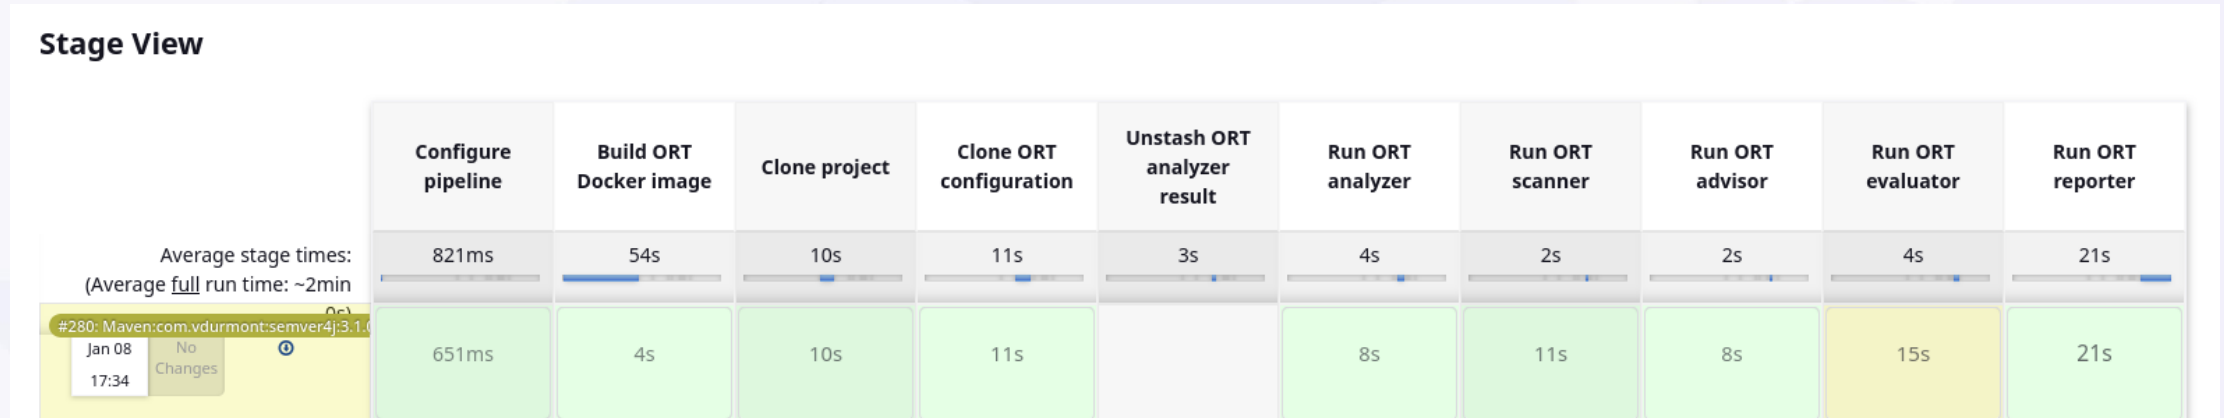 Stage View
Configure
pipeline
Build ORT
Docker image
Clone project
Clone ORT
configuration
Unstash ORT
analyzer
result
Run ORT
analyzer
Run ORT
scanner
Run ORT
advisor
Run ORT
evaluator
Run ORT
reporter
Average stage times:
(Average full run time: ~2min
0s)
821ms
54s
10s
11s
3s
4s
2s
2s
4s
21s
#280: Maven:com.vdurmont:semver4j:3.1.0
Jan 08
17:34
No
Changes
651ms
4s
10s
11s
8s
11s
8s
15s
21s